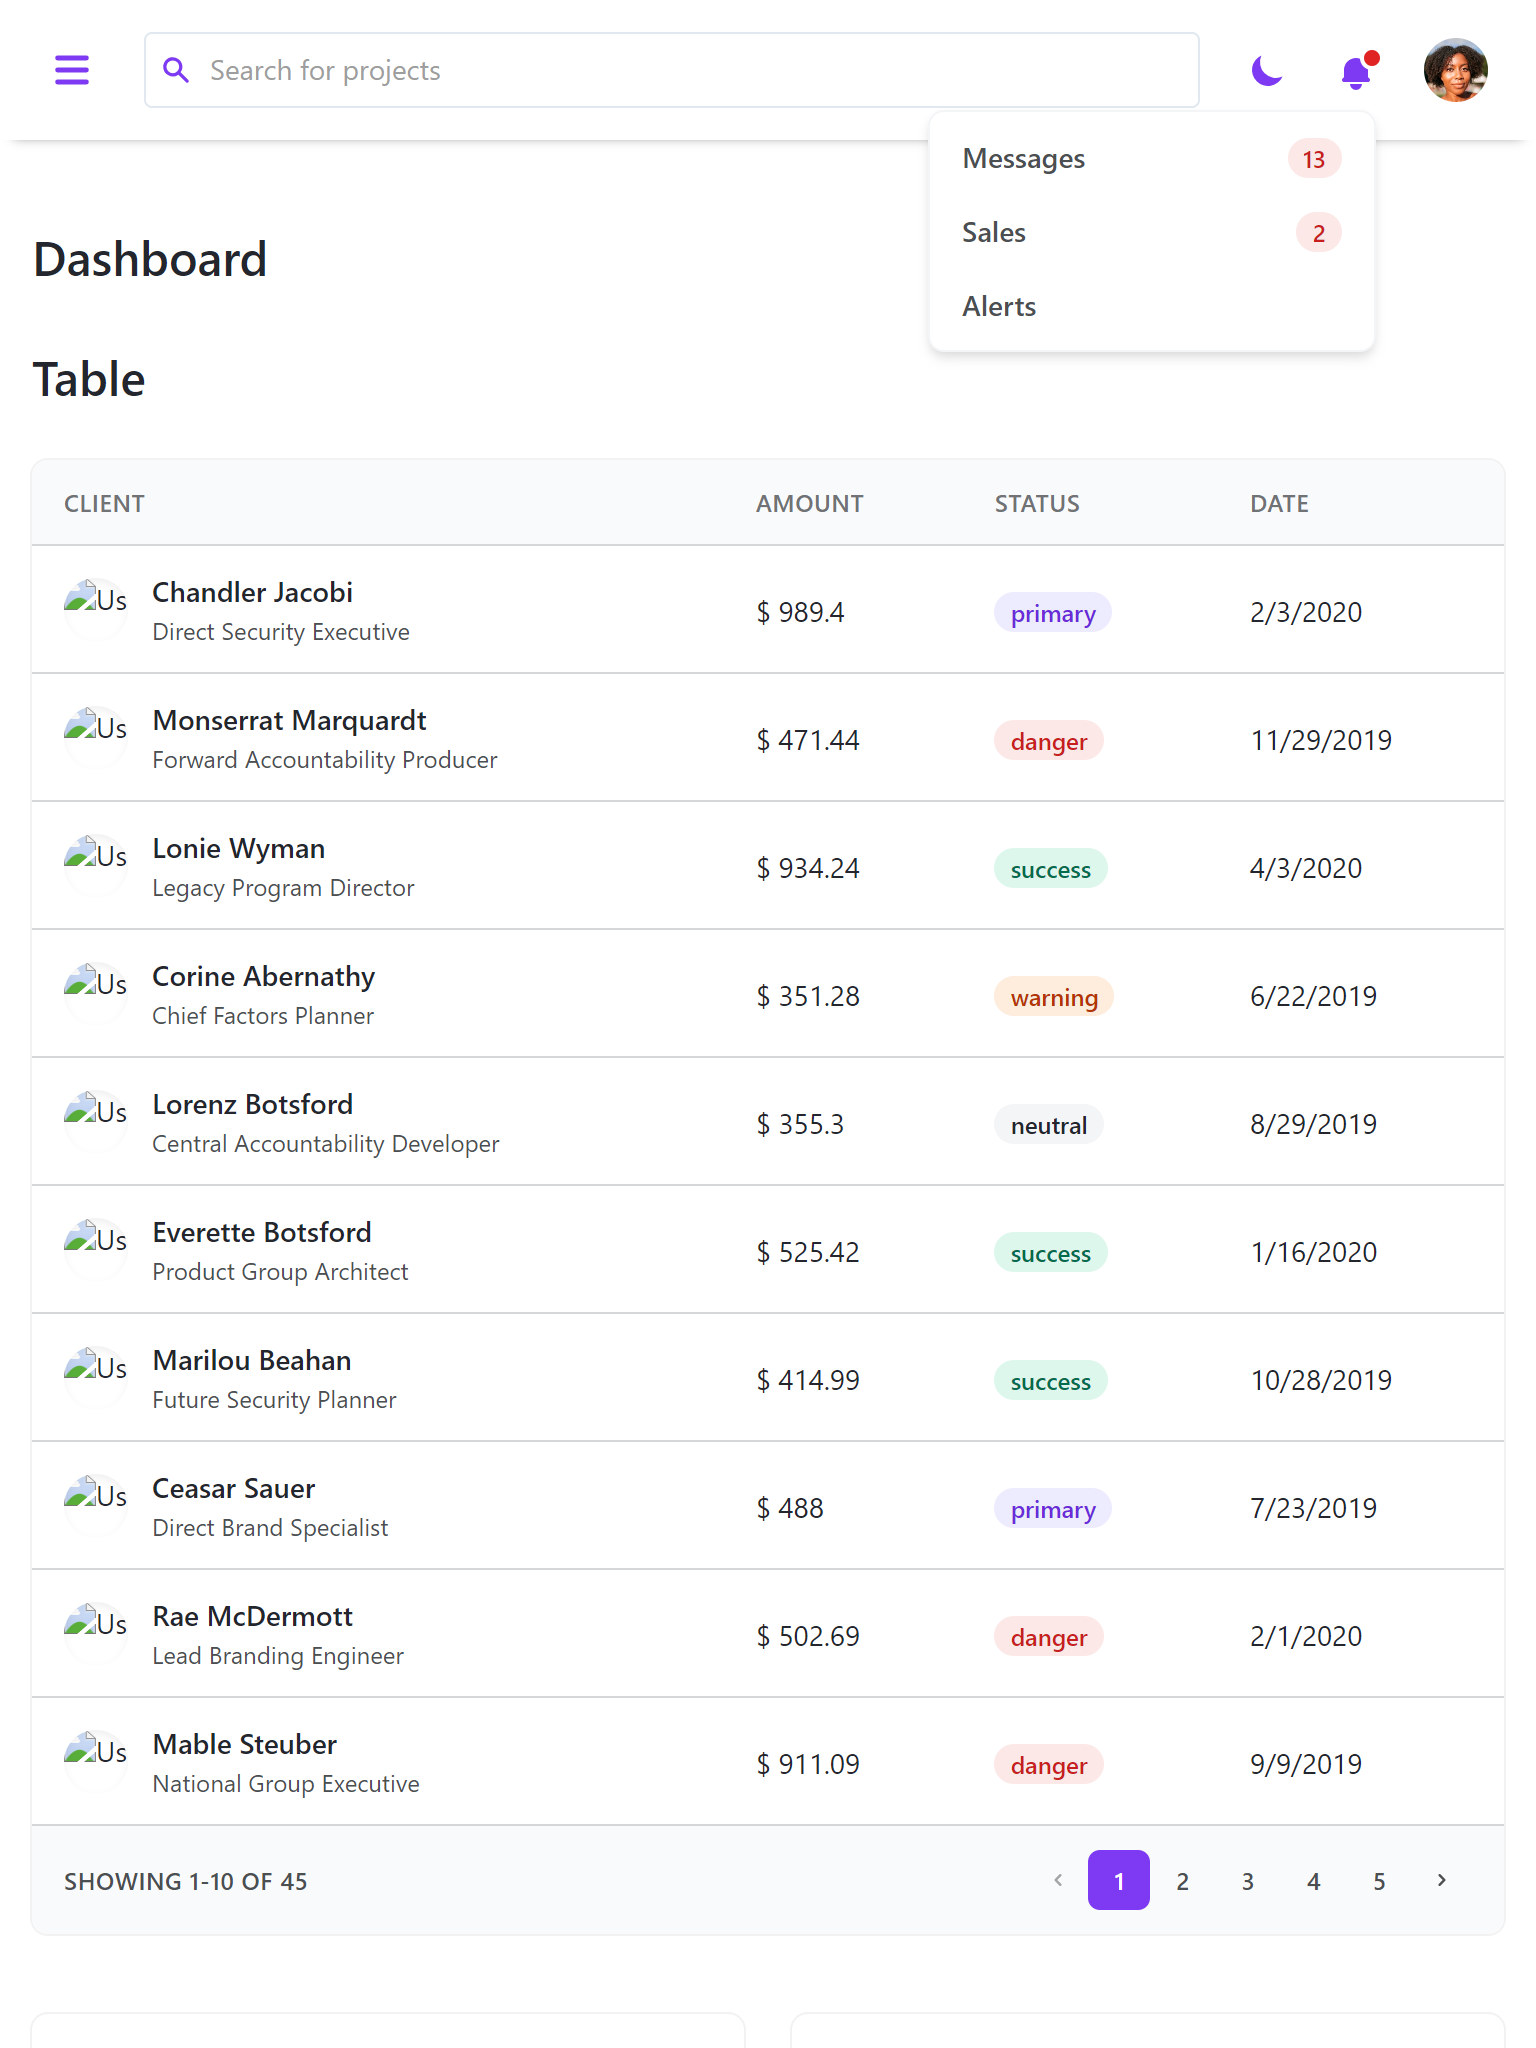 Search for projects
Messages 13
Sales 2
Alerts
Dashboard
Table
CLIENT AMOUNT STATUS DATE
Us Chandler Jacobi
Direct Security Executive
$ 989.4 primary 2/3/2020
Us Monserrat Marquardt
Forward Accountability Producer
$ 471.44 danger 11/29/2019
Us Lonie Wyman
Legacy Program Director
$ 934.24 success 4/3/2020
Us Corine Abernathy
Chief Factors Planner
$ 351.28 warning 6/22/2019
Us Lorenz Botsford
Central Accountability Developer
$ 355.3 neutral 8/29/2019
Us Everette Botsford
Product Group Architect
$ 525.42 success 1/16/2020
Us Marilou Beahan
Future Security Planner
$ 414.99 success 10/28/2019
Us Ceasar Sauer
Direct Brand Specialist
$ 488 primary 7/23/2019
Us Rae McDermott
Lead Branding Engineer
$ 502.69 danger 2/1/2020
Us Mable Steuber
National Group Executive
$ 911.09 danger 9/9/2019
SHOWING 1-10 OF 45 1 2 3 4 5